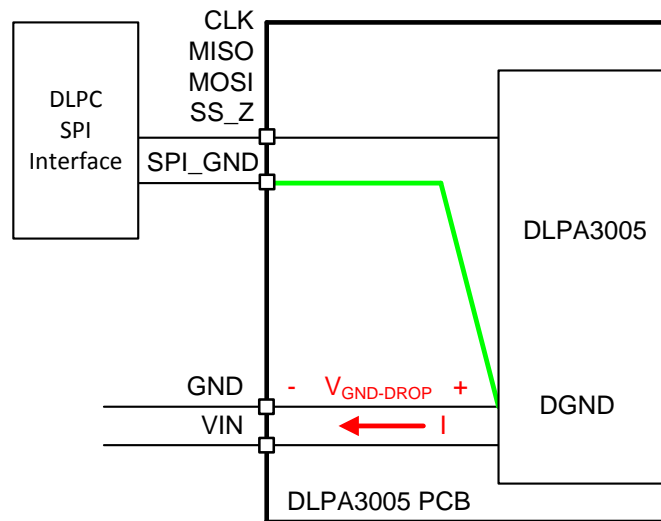 CLK
MISO
MOSI
SS_Z
DLPC
SPI
Interface
SPI_GND
DLPA3005
GND
- VGND-DROP +
DGND
VIN
I
DLPA3005 PCB